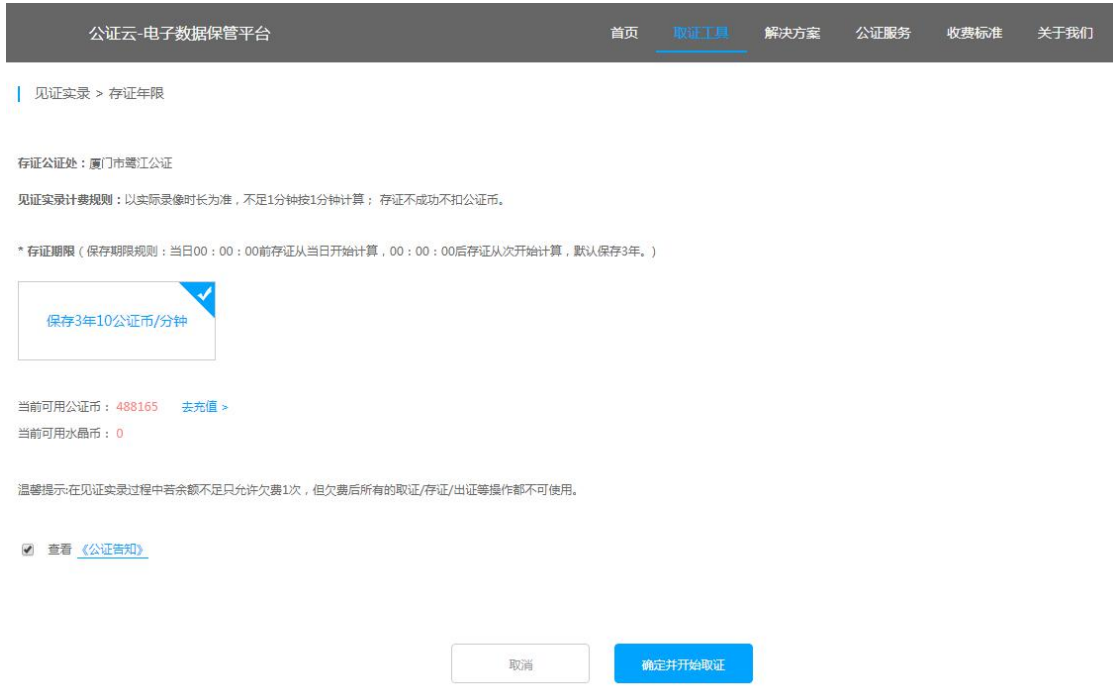 公证云-电子数据保管平台 首页 取证工具 解决方案 公证服务 收费标准 关于我们
见证实录 > 存证年限
存证公证处：厦门市鹭江公证
见证实录计费规则：以实际录像时长为准，不足1分钟按1分钟计算； 存证不成功不扣公证币。
* 存证期限（保存期限规则：当日00：00：00前存证从当日开始计算，00：00：00后存证从次开始计算，默认保存3年。）
保存3年10公证币/分钟
当前可用公证币： 488165 去充值 >
当前可用水晶币： 0
温馨提示:在见证实录过程中若余额不足只允许欠费1次，但欠费后所有的取证/存证/出证等操作都不可使用。
查看 《公证告知》
取消 确定并开始取证